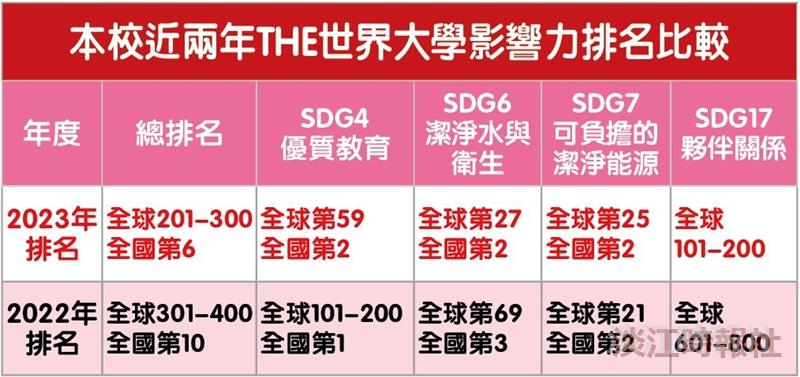 本校近兩年THE世界大學影響力排名比較
年度
總排名
SDG4
優質教育
SDG6
潔淨水與
衛生
SDG7
可負擔的
潔淨能源
SDG17
夥伴關係
2023年
排名
全球201-300
全國第6
全球第59
全國第2
全球第27
全國第2
全球第25
全國第2
全球
101-200
2022年
排名
全球301-400
全國第10
全球101-200
全國第1
全球第69
全國第3
全球第21
全國第2
全球
601-800
淡江時報社